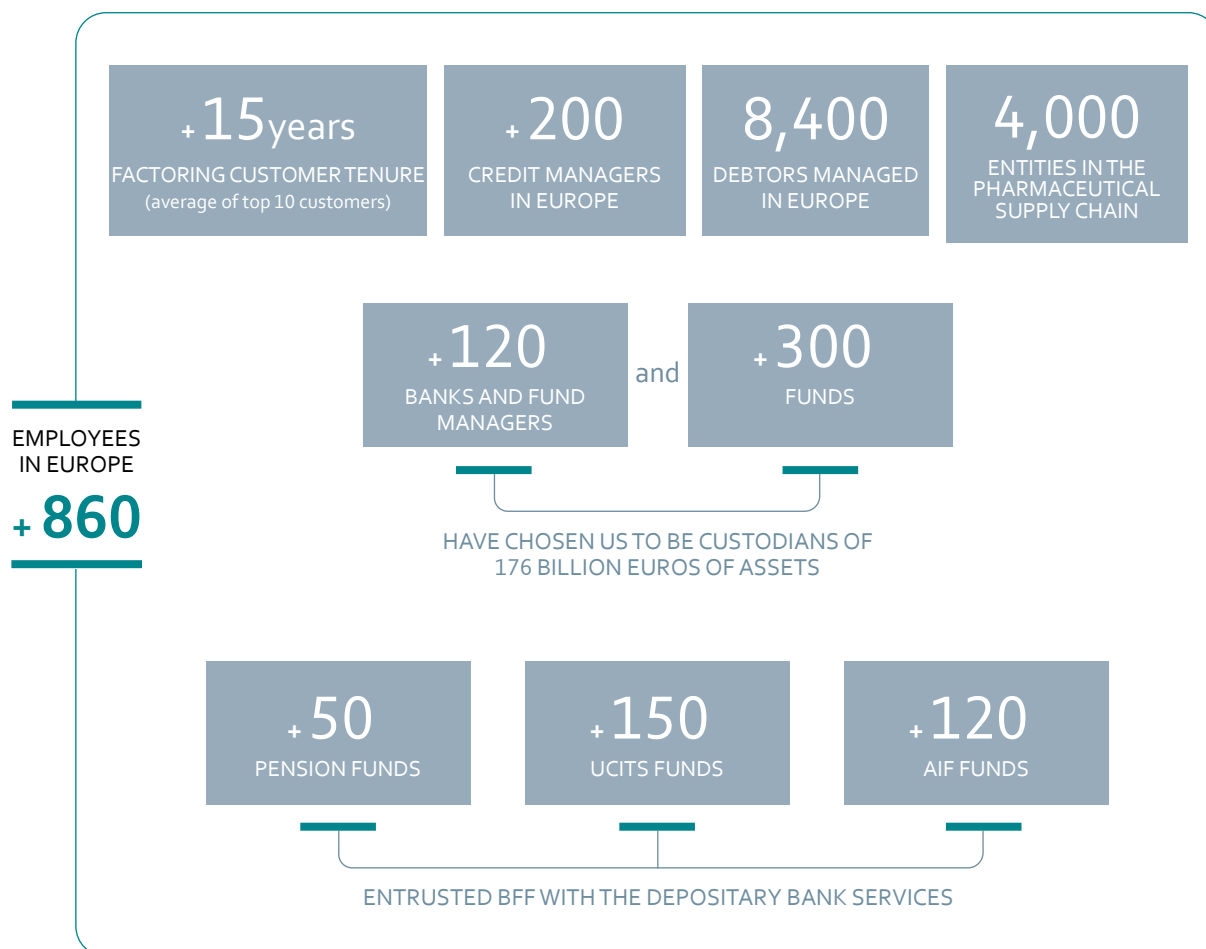 + 15 years
FACTORING CUSTOMER TENURE
(average of top 10 customers)
+ 200
CREDIT MANAGERS
IN EUROPE
8,400
DEBTORS MANAGED
IN EUROPE
4,000
ENTITIES IN THE
PHARMACEUTICAL
SUPPLY CHAIN
+ 120
BANKS AND FUND
MANAGERS
and
+ 300
FUNDS
HAVE CHOSEN US TO BE CUSTODIANS OF
176 BILLION EUROS OF ASSETS
EMPLOYEES
IN EUROPE
+ 860
+ 50
PENSION FUNDS
+ 150
UCITS FUNDS
+ 120
AIF FUNDS
ENTRUSTED BFF WITH THE DEPOSITARY BANK SERVICES